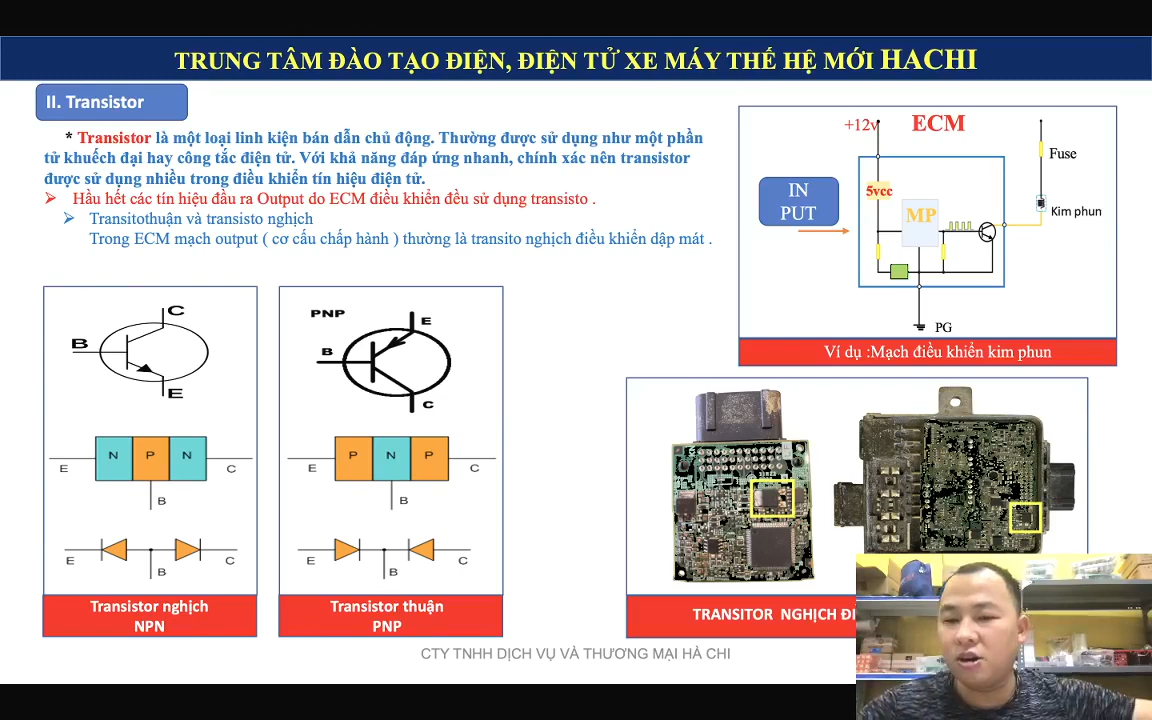 TRUNG TÂM ĐÀO TẠO ĐIỆN, ĐIỆN TỬ XE MÁY THẾ HỆ MỚI HACHI
II. Transistor
* Transistor là một loại linh kiện bán dẫn chủ động. Thường được sử dụng như một phần
tử khuếch đại hay công tắc điện tử. Với khả năng đáp ứng nhanh, chính xác nên transistor
được sử dụng nhiều trong điều khiển tín hiệu điện tử.
Hầu hết các tín hiệu đầu ra Output do ECM điều khiển đều sử dụng transisto .
Transitothuận và transisto nghịch
Trong ECM mạch output ( cơ cấu chấp hành ) thường là transito nghịch điều khiển dập mát .
+12v
ECM
Fuse
IN
PUT
5vcc
MP
Kim phun
PG
Ví dụ :Mạch điều khiển kim phun
C
B
E
E
N P N
C
B
E
C
B
Transistor nghịch
NPN
PNP
E
B
C
E
P N P
C
B
E
C
B
Transistor thuận
PNP
TRANSITOR NGHỊCH
CTY TNHH DỊCH VỤ VÀ THƯƠNG MẠI HÀ CHI